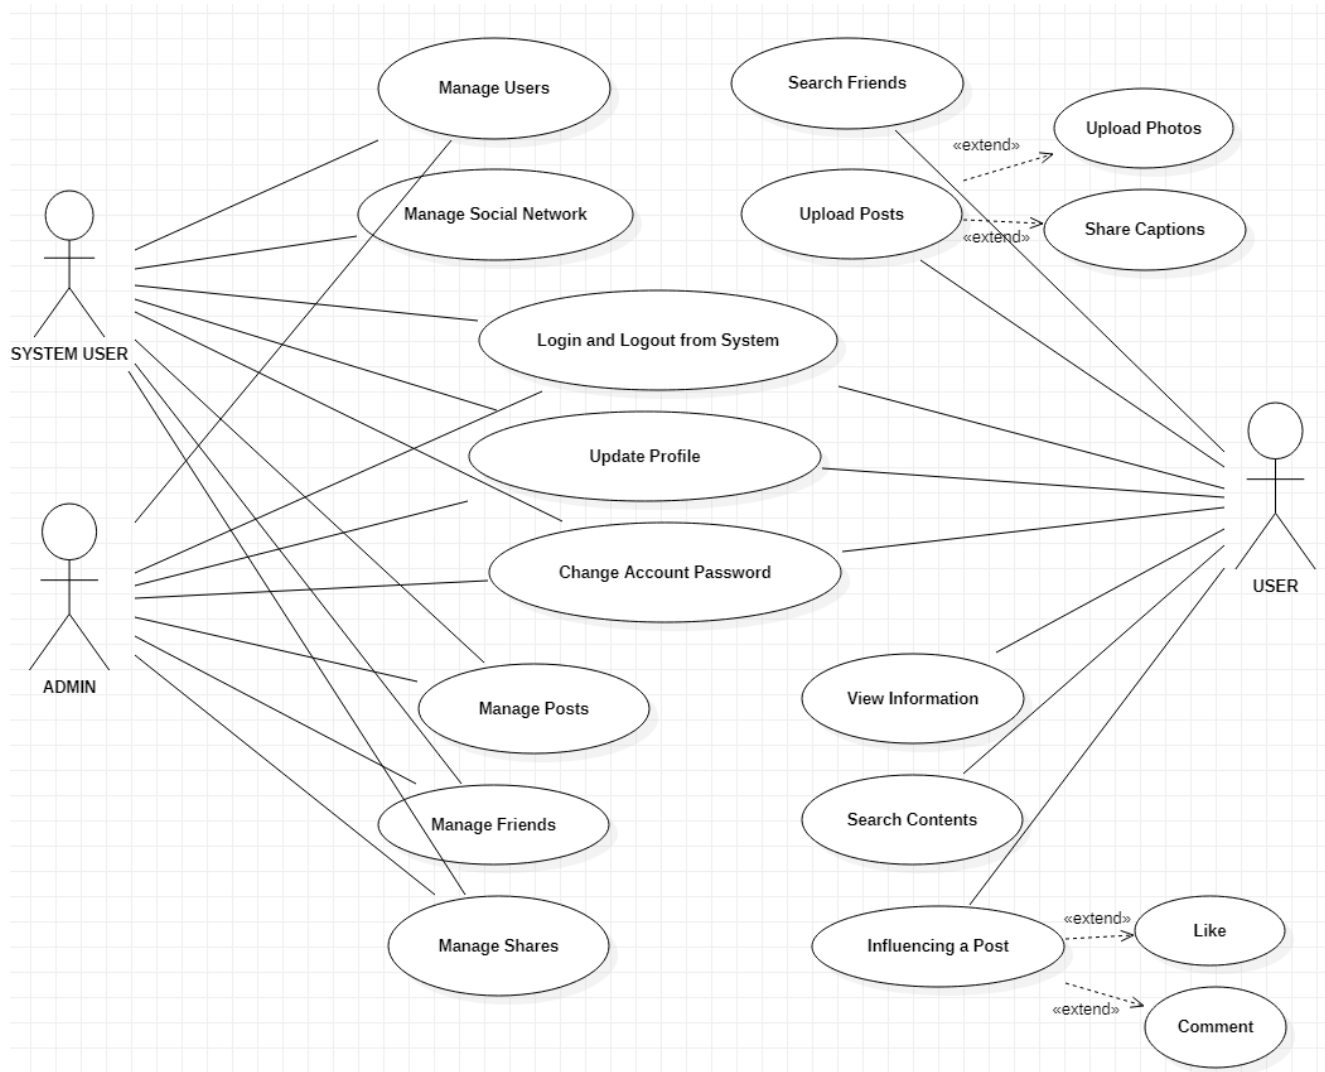 Manage Users
Search Friends
Upload Photos
«extend»
Manage Social Network
Upload Posts
Share Captions
«extend»
Login and Logout from System
SYSTEM USER
Update Profile
Change Account Password
USER
ADMIN
View Information
Manage Posts
Search Contents
Manage Friends
«extend»
Like
Manage Shares
Influencing a Post
«extend»
Comment